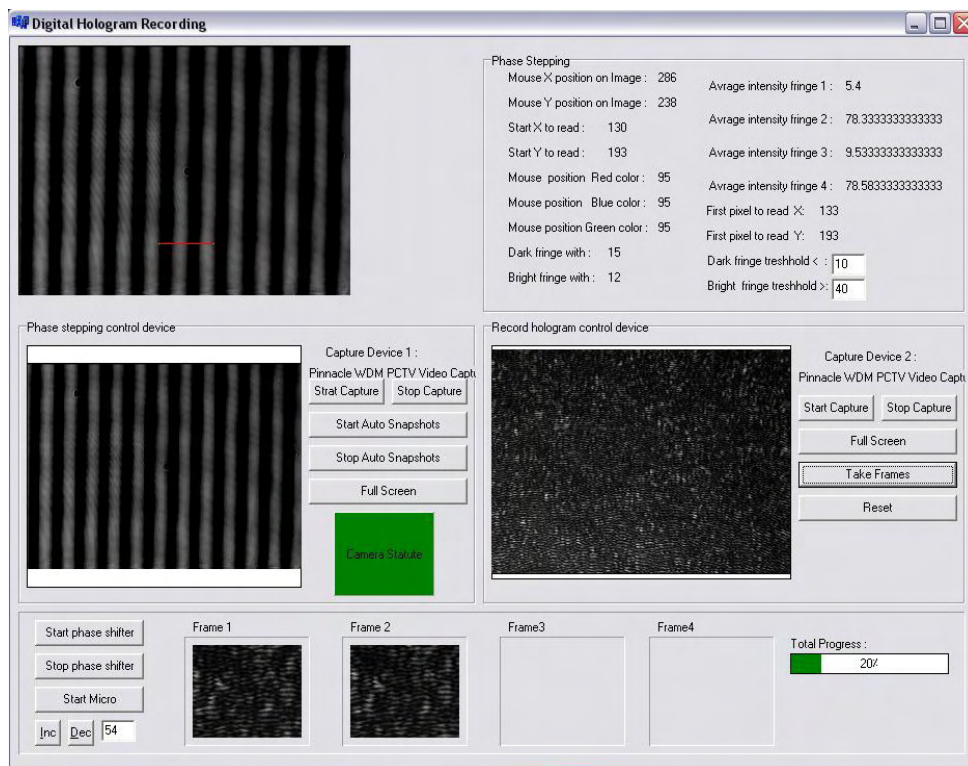 Digital Hologram Recording
Phase Stepping
Mouse X position on Image : 286
Mouse Y position on Image : 238
Start X to read : 130
Start Y to read : 193
Mouse position Red color : 95
Mouse position Blue color : 95
Mouse position Green color : 95
Dark fringe with : 15
Bright fringe with : 12
Avrage intensity fringe 1 : 5.4
Avrage intensity fringe 2 : 78.3333333333333
Avrage intensity fringe 3 : 9.53333333333333
Avrage intensity fringe 4 : 78.5833333333333
First pixel to read X: 133
First pixel to read Y: 193
Dark fringe treshhold < : 10
Bright fringe treshhold >: 40
Phase stepping control device
Capture Device 1 :
Pinnacle WDM PCTV Video Captu
Strat Capture Stop Capture
Start Auto Snapshots
Stop Auto Snapshots
Full Screen
Camera Statute
Record hologram control device
Capture Device 2 :
Pinnacle WDM PCTV Video Captu
Start Capture Stop Capture
Full Screen
Take Frames
Reset
Start phase shifter
Stop phase shifter
Start Micro
Inc Dec 54
Frame 1 Frame 2 Frame3 Frame4
Total Progress :
20%